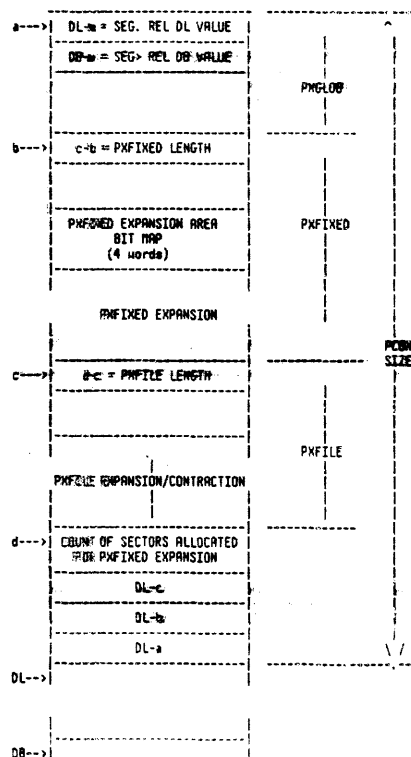 a---> DL-a = SEG. REL DL VALUE
DB-a = SEG> REL DB VALUE
PXGLOB
b---> c-b = PXFIXED LENGTH
PXFIXED EXPANSION AREA
BIT MAP
(4 words)
PXFIXED
PXFIXED EXPANSION
PCBX
SIZE
c---> d-c = PXFILE LENGTH
PXFILE
PXFILE EXPANSION/CONTRACTION
d---> COUNT OF SECTORS ALLOCATED
FOR PXFIXED EXPANSION
DL-c
DL-b
DL-a
DL-->
DB-->